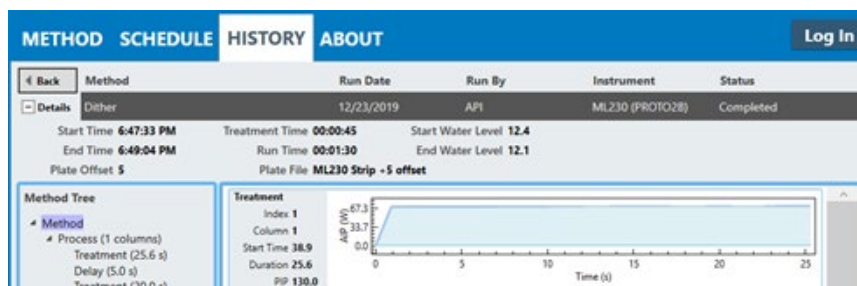 METHOD SCHEDULE HISTORY ABOUT Log In
Back Method Run Date Run By Instrument Status
Details Dither 12/23/2019 API ML230 (PROTO2B) Completed
Start Time 6:47:33 PM Treatment Time 00:00:45 Start Water Level 12.4
End Time 6:49:04 PM Run Time 00:01:30 End Water Level 12.1
Plate Offset 5 Plate File ML230 Strip +5 offset
Method Tree
Method
Process (1 columns)
Treatment (25.6 s)
Delay (5.0 s)
Treatment (20.0 s)
Treatment
Index 1
Column 1
Start Time 38.9
Duration 25.6
PIP 130.0
AIP (W)
67.3
33.7
0.0
0 5 10 15 20 25
Time (s)